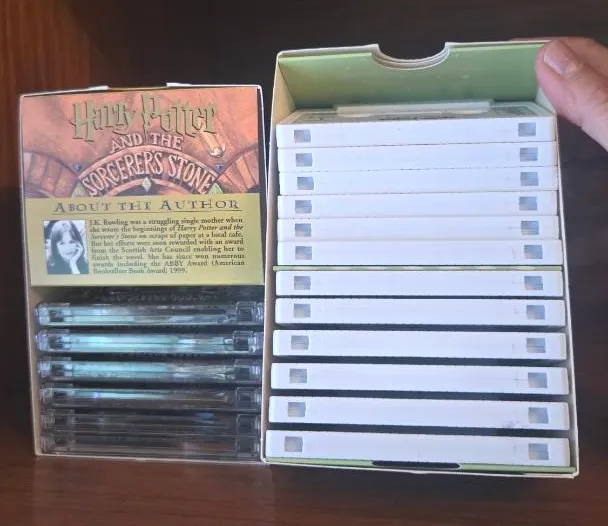 Harry Potter
AND THE
SORCERER'S STONE
ABOUT THE AUTHOR
J.K. Rowling was a struggling single mother when
she wrote the beginnings of Harry Potter and the
Sorcerer's Stone on scraps of paper at a local cafe.
But her efforts were soon rewarded with an award
from the Scottish Arts Council enabling her to
finish the novel. She has since won numerous
awards including the ABBY Award (American
Booksellers Book Award) 1999.